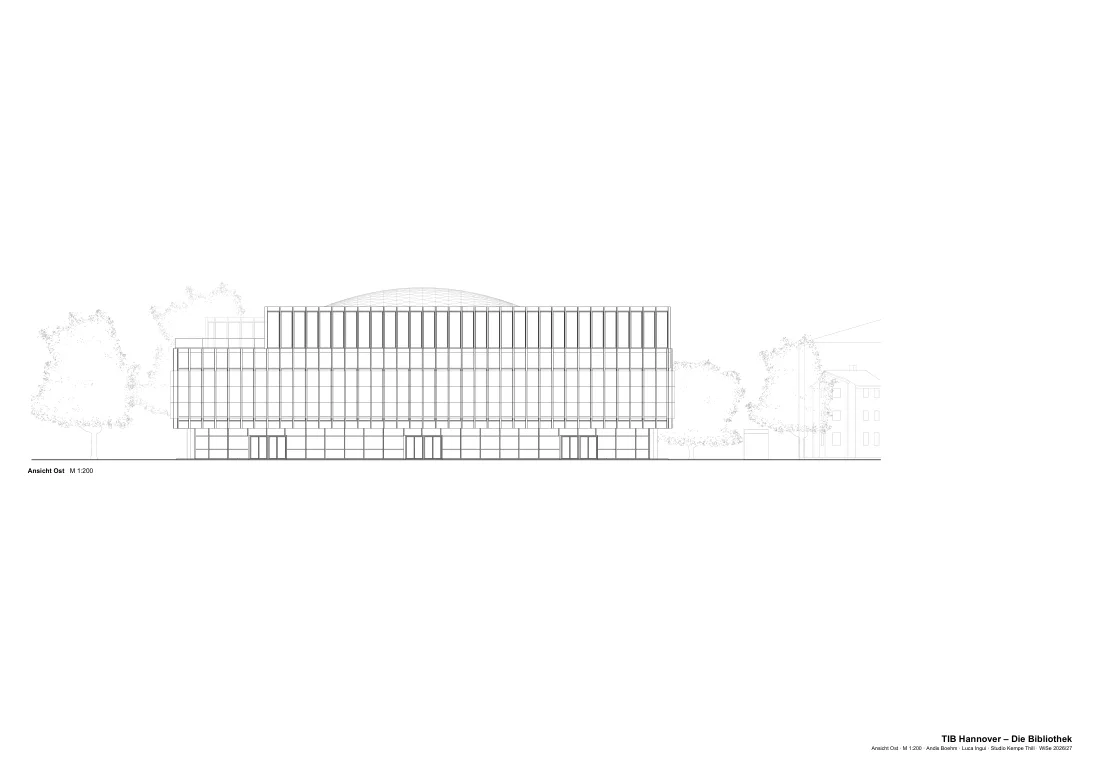 Ansicht Ost M 1:200
TIB Hannover – Die Bibliothek
Ansicht Ost · M 1:200 · Anda Boehm · Luca Ingui · Studio Kempe Thill · WiSe 2026/27